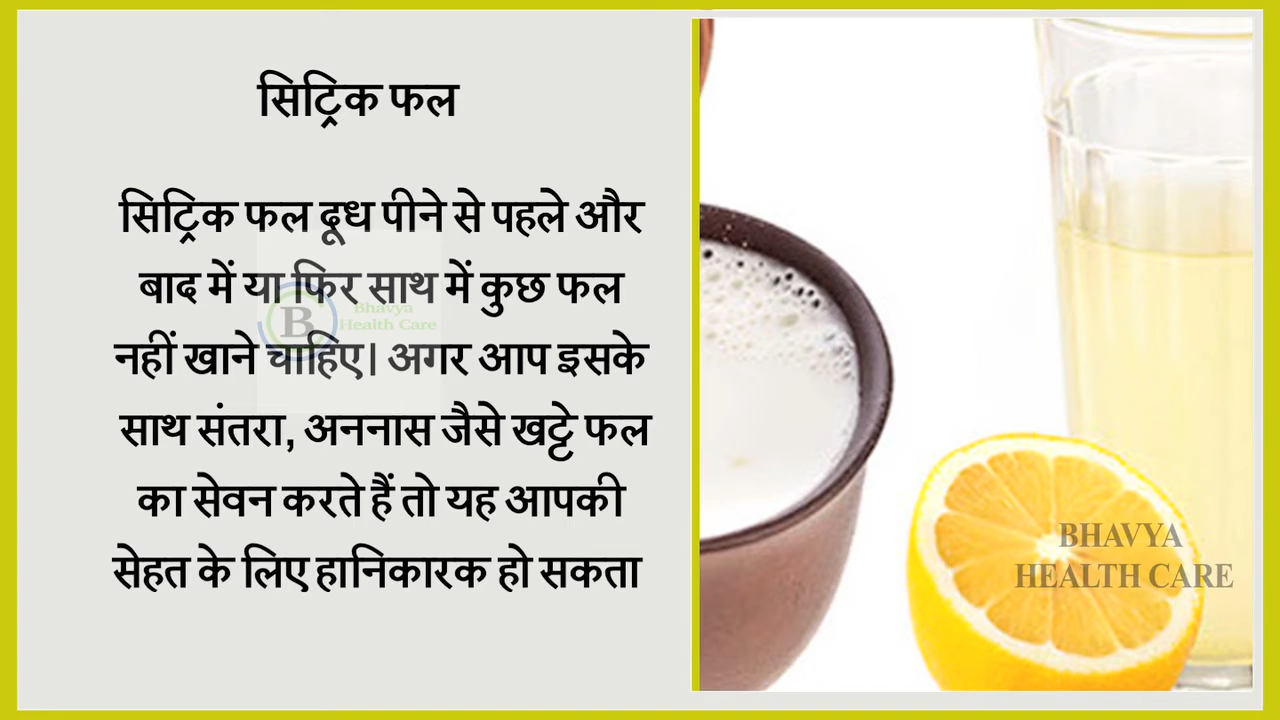 सिट्रिक फल
सिट्रिक फल दूध पीने से पहले और
बाद में या फिर साथ में कुछ फल
नहीं खाने चाहिए। अगर आप इसके
साथ संतरा, अननास जैसे खट्टे फल
का सेवन करते हैं तो यह आपकी
सेहत के लिए हानिकारक हो सकता
B
Bhavya
Health Care
BHAVYA
HEALTH CARE